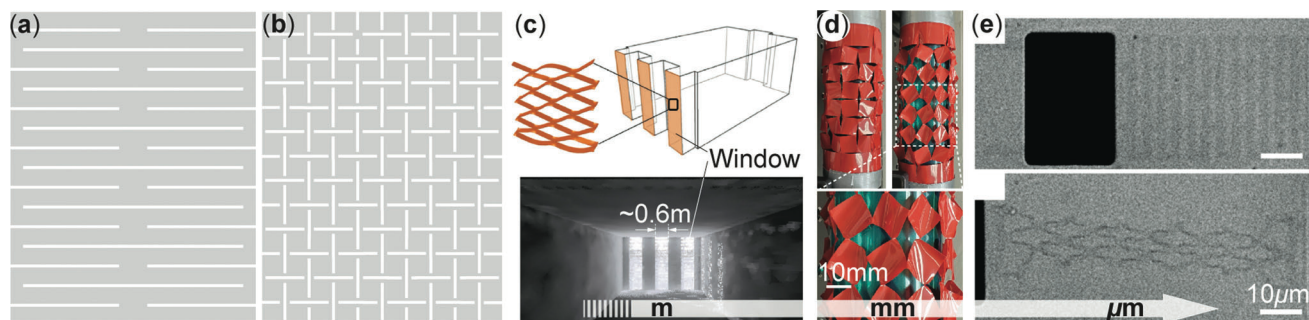 (a)
(b)
(c)
Window
~0.6m
m
(d)
10mm
mm
(e)
10μm
μm